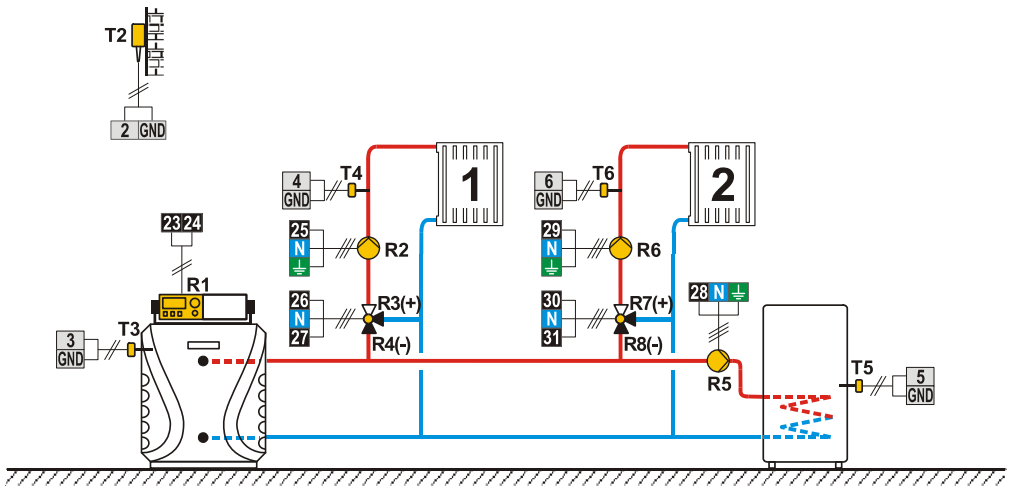 T2
2 GND
T4
4
GND
1
T6
6
GND
2
23 24
25
N
R2
29
N
R6
R1
26
N
27
R3(+)
R4(-)
30
N
31
R7(+)
R8(-)
28 N
T3
3
GND
R5
T5
5
GND